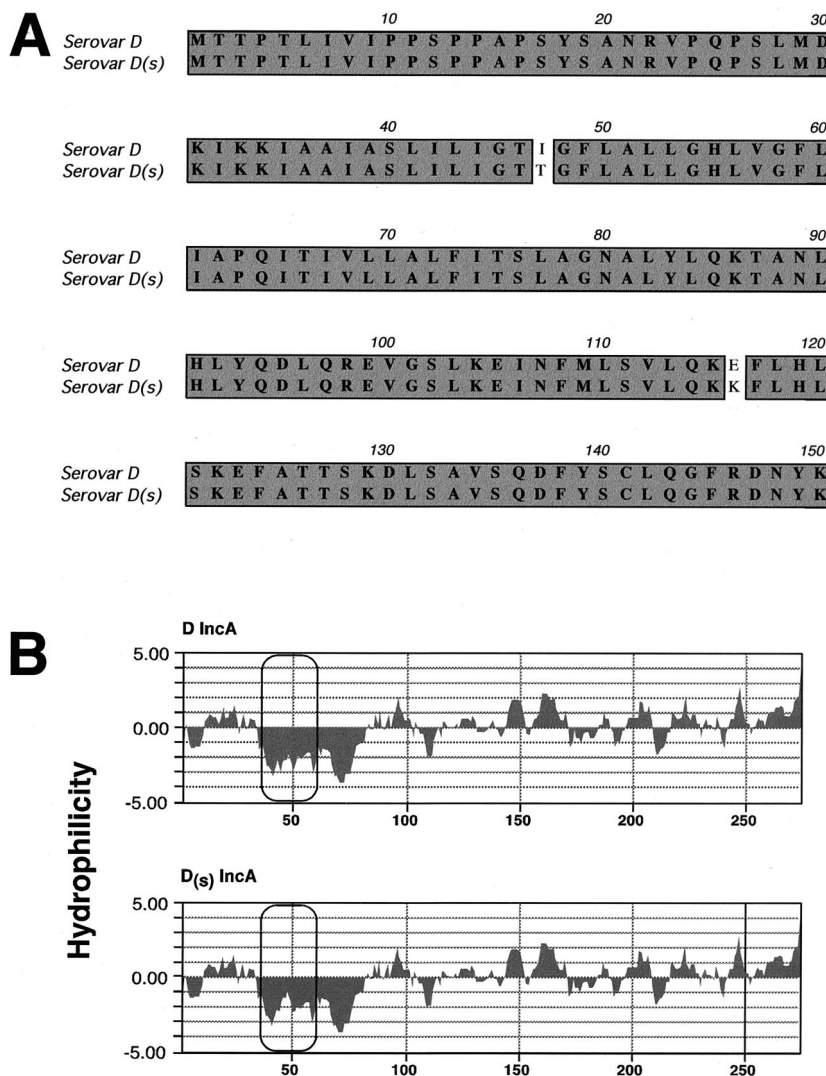 A
10 20 30
Serovar D M T T P T L I V I P P S P P A P S Y S A N R V P Q P S L M D
Serovar D(s) M T T P T L I V I P P S P P A P S Y S A N R V P Q P S L M D
40 50 60
Serovar D K I K K I A A I A S L I L I G T I G F L A L L G H L V G F L
Serovar D(s) K I K K I A A I A S L I L I G T T G F L A L L G H L V G F L
70 80 90
Serovar D I A P Q I T I V L L A L F I T S L A G N A L Y L Q K T A N L
Serovar D(s) I A P Q I T I V L L A L F I T S L A G N A L Y L Q K T A N L
100 110 120
Serovar D H L Y Q D L Q R E V G S L K E I N F M L S V L Q K E F L H L
Serovar D(s) H L Y Q D L Q R E V G S L K E I N F M L S V L Q K K F L H L
130 140 150
Serovar D S K E F A T T S K D L S A V S Q D F Y S C L Q G F R D N Y K
Serovar D(s) S K E F A T T S K D L S A V S Q D F Y S C L Q G F R D N Y K
B
Hydrophilicity
D IncA
5.00
0.00
-5.00
50 100 150 200 250
D(s) IncA
5.00
0.00
-5.00
50 100 150 200 250